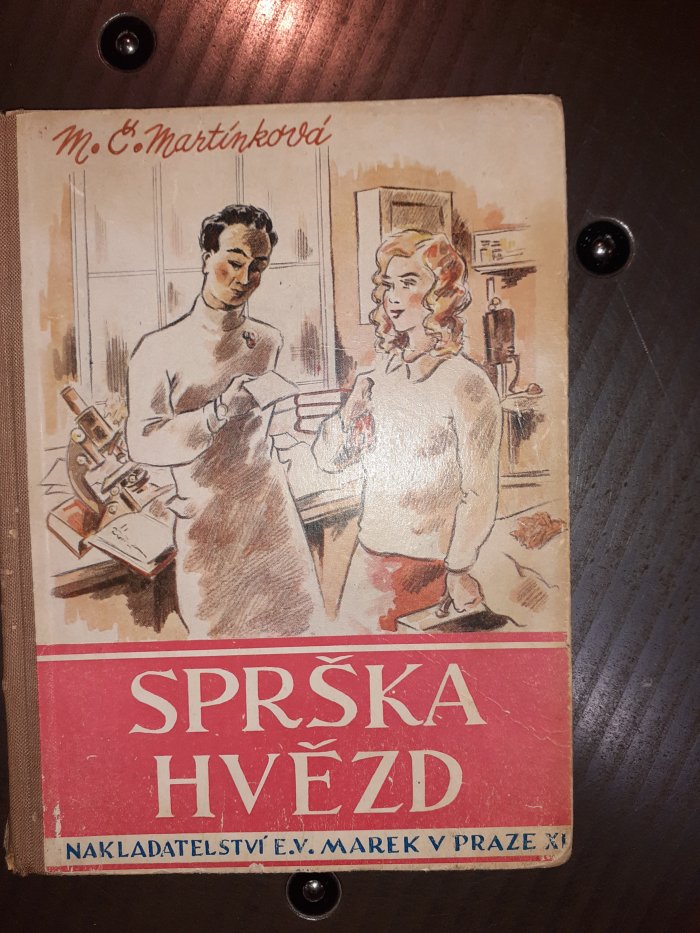 M. Č. Martínková
SPRŠKA
HVĚZD
NAKLADATELSTVÍ E.V. MAREK V PRAZE XI